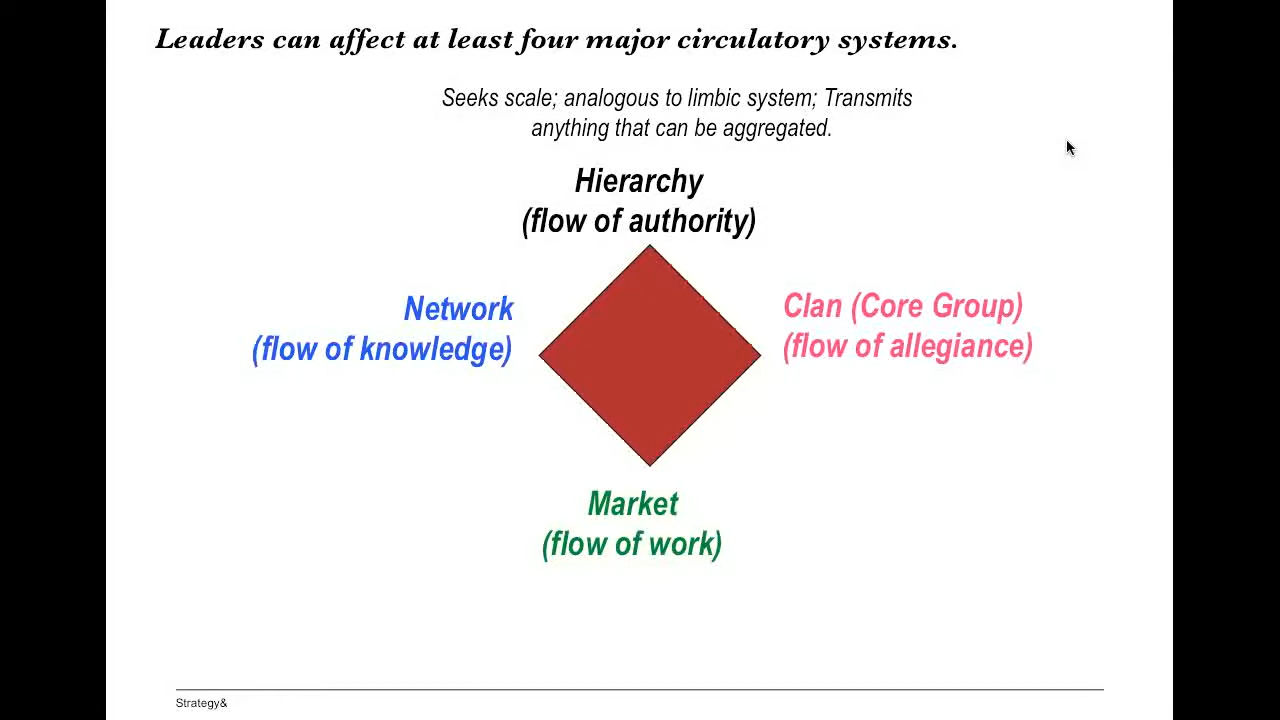 Leaders can affect at least four major circulatory systems.
Seeks scale; analogous to limbic system; Transmits
anything that can be aggregated.
Hierarchy
(flow of authority)
Network
(flow of knowledge)
Clan (Core Group)
(flow of allegiance)
Market
(flow of work)
Strategy&